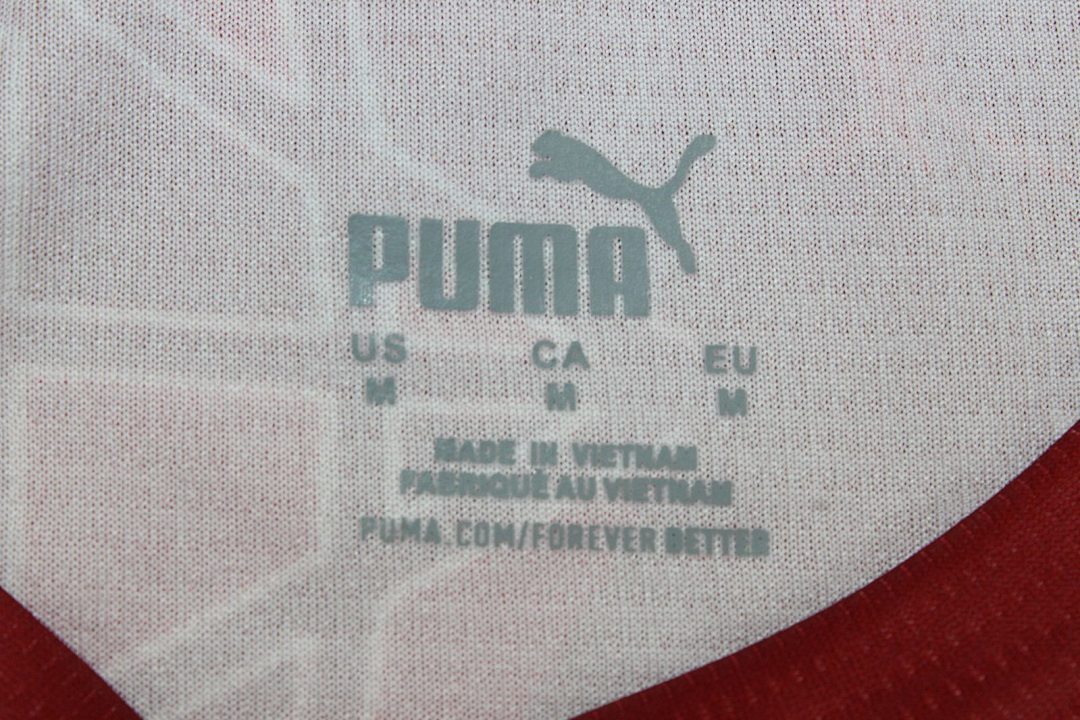 PUMA
US CA EU
M M M
MADE IN VIETNAM
FABRIQUÉ AU VIETNAM
PUMA.COM/FOREVER BETTER